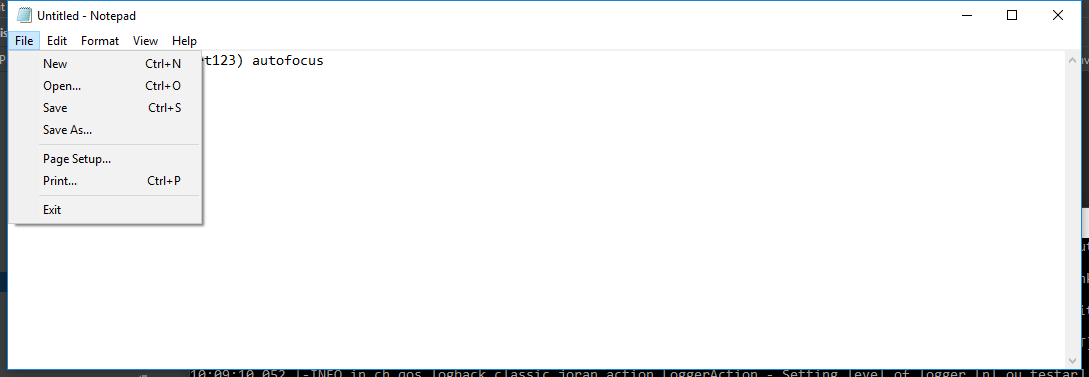 Untitled - Notepad
File Edit Format View Help
et123) autofocus
New Ctrl+N
Open... Ctrl+O
Save Ctrl+S
Save As...
Page Setup...
Print... Ctrl+P
Exit
10:09:10,052 |-INFO in ch.qos.logback.classic.joran.action.LoggerAction - Setting level of logger [nl.ou.testar